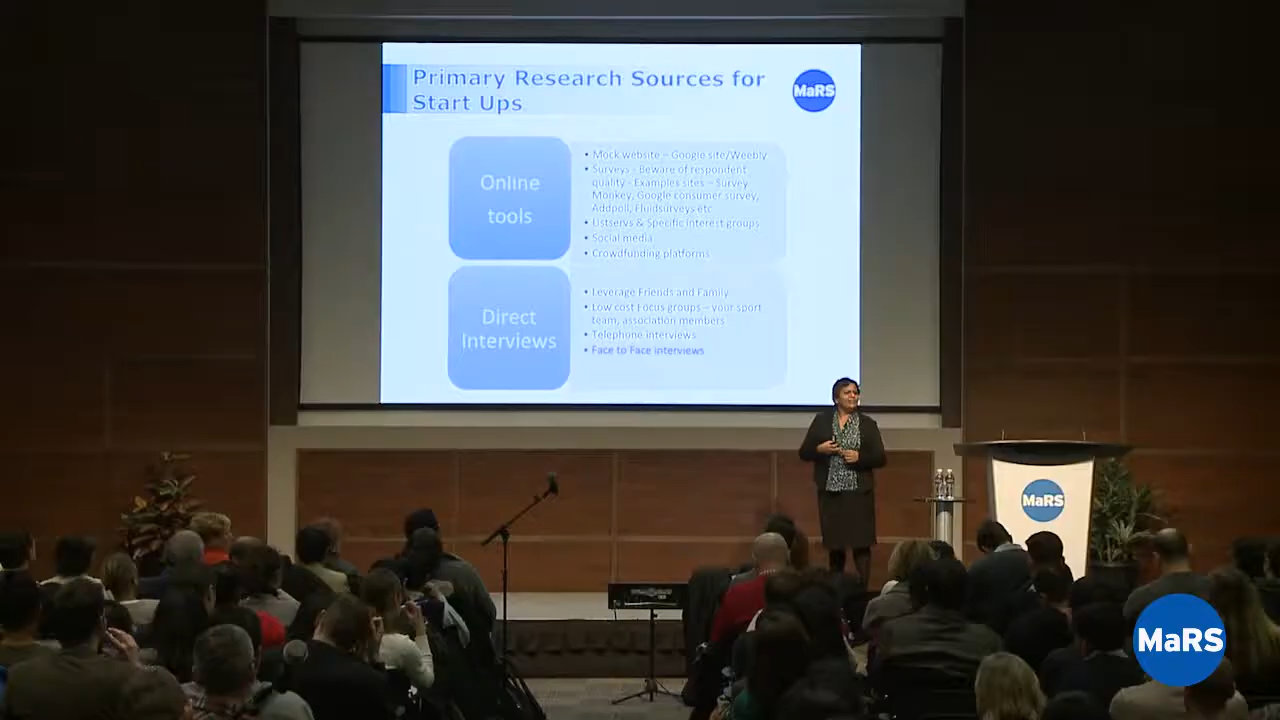 Primary Research Sources for
Start Ups
MaRS
Online
tools
• Mock website – Google site/Weebly
• Surveys - Beware of respondent
quality - Examples sites – Survey
Monkey, Google consumer survey,
Addpoll, Fluidsurveys etc
• Listservs & Specific interest groups
• Social media
• Crowdfunding platforms
Direct
Interviews
• Leverage Friends and Family
• Low cost Focus groups – your sport
team, association members
• Telephone interviews
• Face to Face interviews
MaRS
MaRS